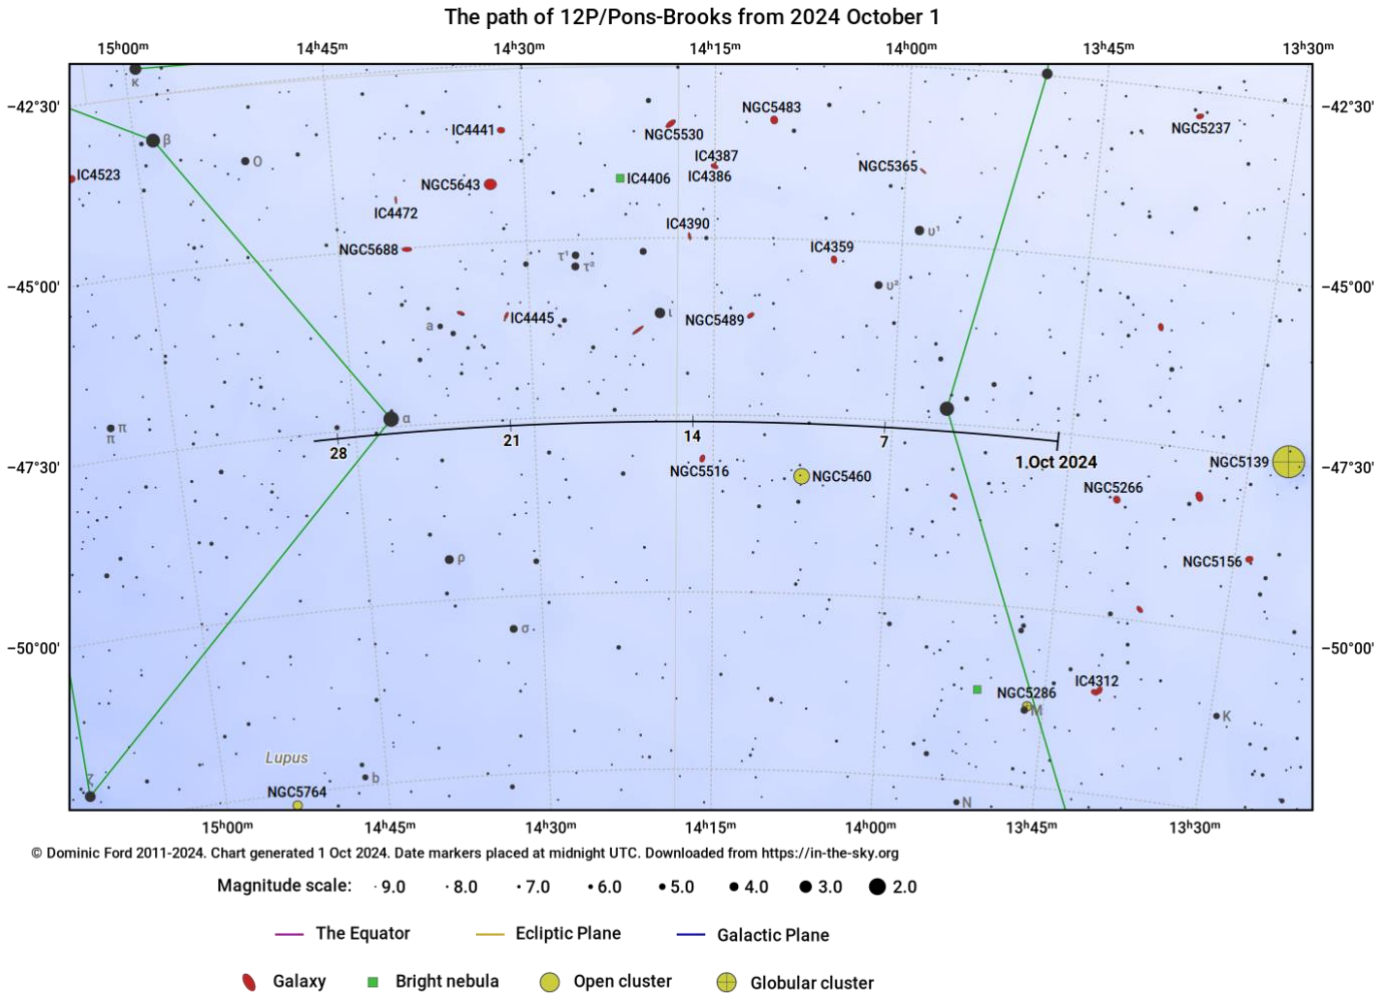 The path of 12P/Pons-Brooks from 2024 October 1
15ʰ00ᵐ 14ʰ45ᵐ 14ʰ30ᵐ 14ʰ15ᵐ 14ʰ00ᵐ 13ʰ45ᵐ 13ʰ30ᵐ
κ
−42°30' −42°30'
NGC5483
NGC5237
IC4441
NGC5530
β
Ο
IC4387
NGC5365
IC4523
IC4386
IC4406
NGC5643
IC4472
IC4390
υ¹
NGC5688
IC4359
τ¹
τ²
−45°00' υ² −45°00'
IC4445
ι
NGC5489
a
α
π
π
28
21
14
7
1.Oct 2024
NGC5139
−47°30' −47°30'
NGC5516
NGC5460
NGC5266
ρ
NGC5156
σ
−50°00' −50°00'
IC4312
NGC5286
M
K
Lupus
ζ
b
NGC5764
N
15ʰ00ᵐ 14ʰ45ᵐ 14ʰ30ᵐ 14ʰ15ᵐ 14ʰ00ᵐ 13ʰ45ᵐ 13ʰ30ᵐ
© Dominic Ford 2011-2024. Chart generated 1 Oct 2024. Date markers placed at midnight UTC. Downloaded from https://in-the-sky.org
Magnitude scale: 9.0 8.0 7.0 6.0 5.0 4.0 3.0 2.0
The Equator Ecliptic Plane Galactic Plane
Galaxy Bright nebula Open cluster Globular cluster